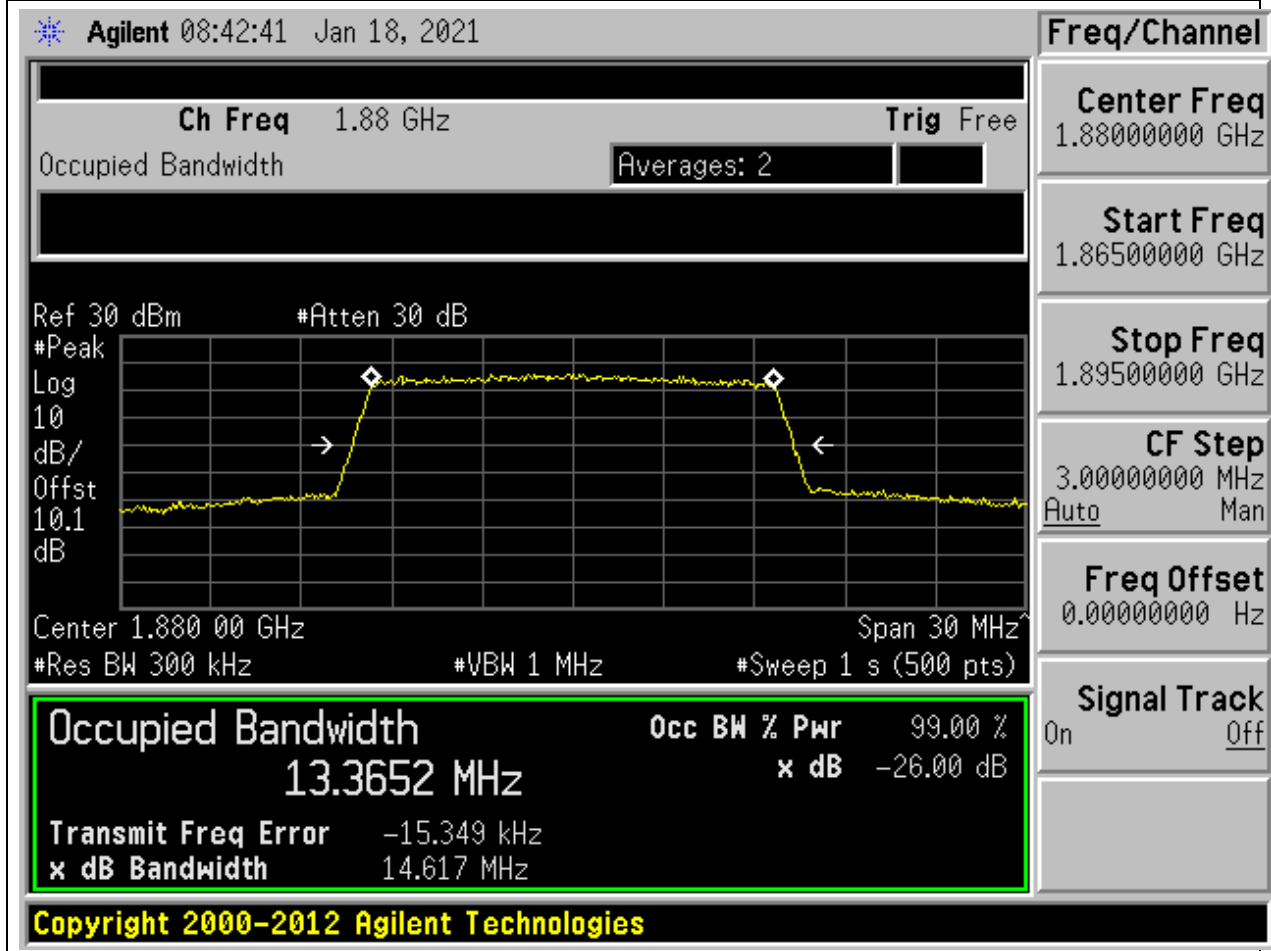 Agilent 08:42:41 Jan 18, 2021
Freq/Channel
Ch Freq 1.88 GHz Trig Free
Occupied Bandwidth Averages: 2
Center Freq
1.88000000 GHz
Start Freq
1.86500000 GHz
Stop Freq
1.89500000 GHz
CF Step
3.00000000 MHz
Auto Man
Freq Offset
0.00000000 Hz
Signal Track
On Off
Ref 30 dBm #Atten 30 dB
#Peak
Log
10
dB/
Offst
10.1
dB
Center 1.880 00 GHz Span 30 MHz^
#Res BW 300 kHz #VBW 1 MHz #Sweep 1 s (500 pts)
Occupied Bandwidth Occ BW % Pwr 99.00 %
13.3652 MHz x dB -26.00 dB
Transmit Freq Error -15.349 kHz
x dB Bandwidth 14.617 MHz
Copyright 2000-2012 Agilent Technologies